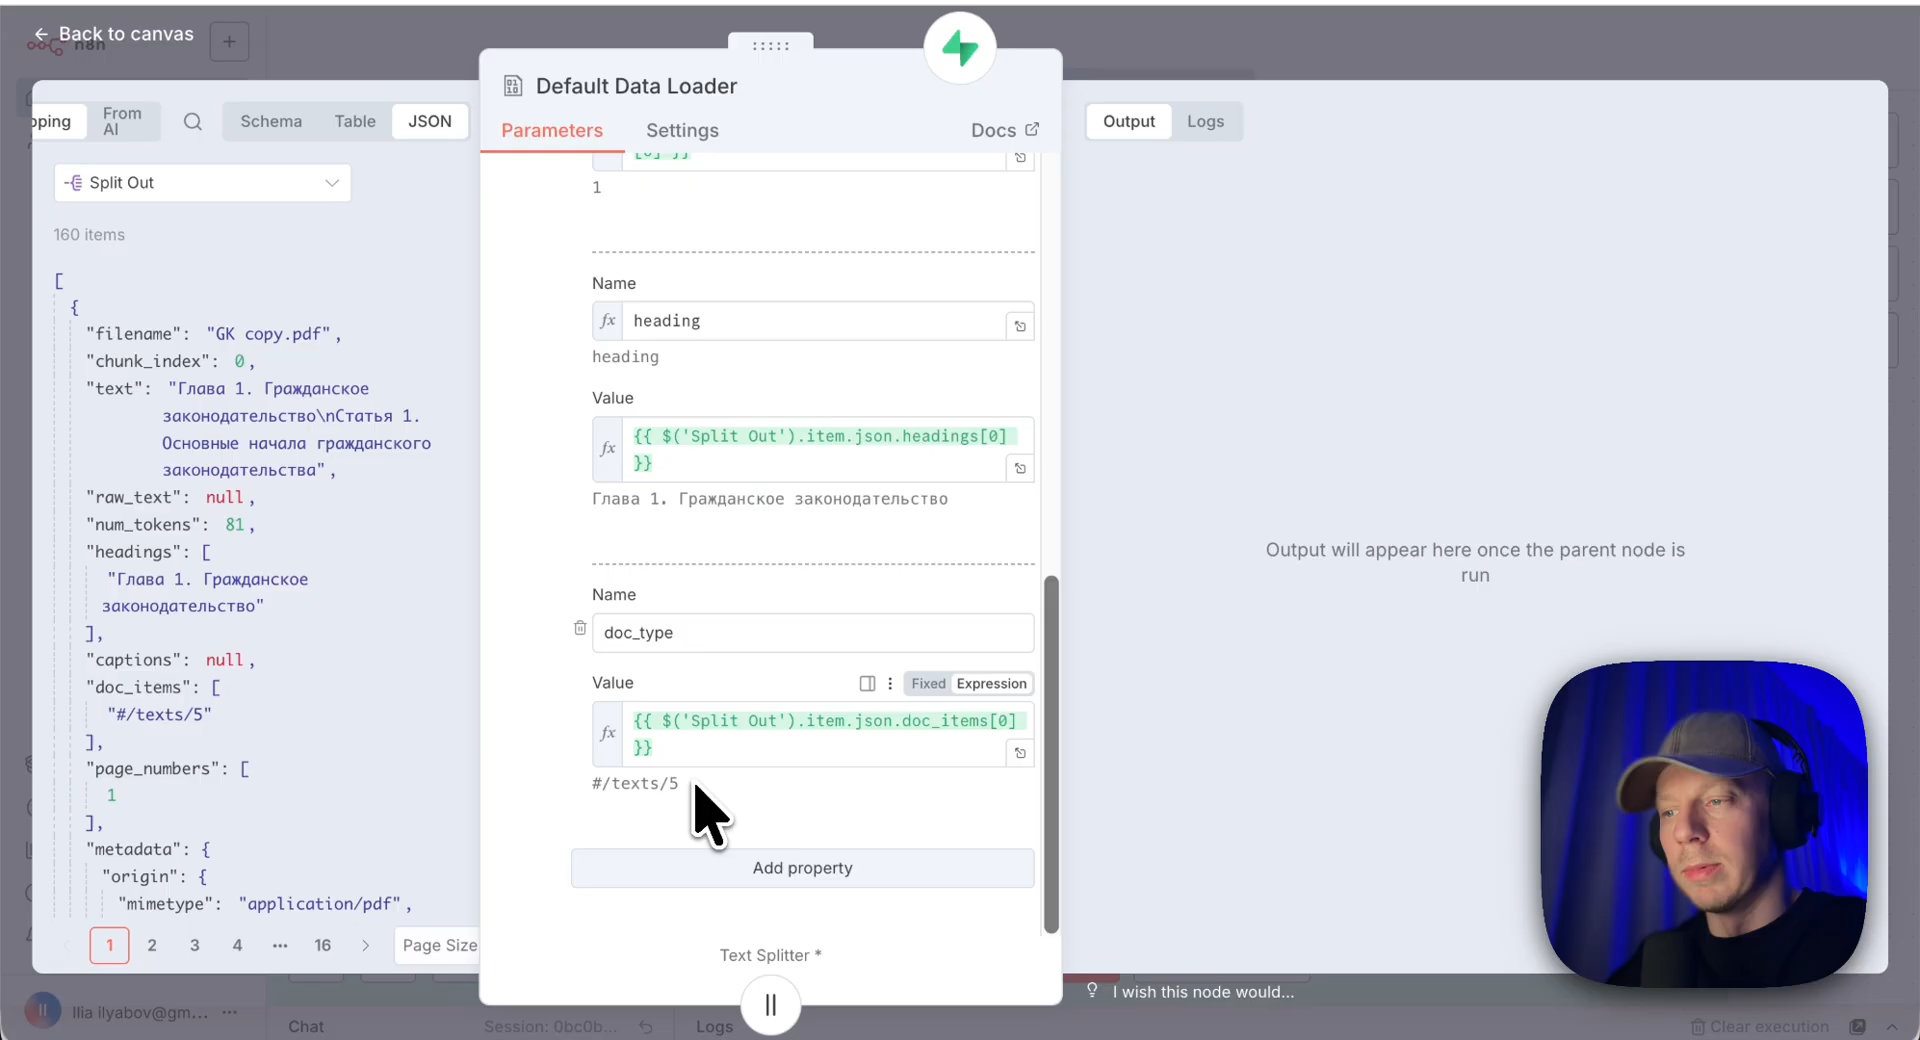 ← Back to canvas
n8n
+
Default Data Loader
Parameters
Settings
Docs
pping
From AI
Schema
Table
JSON
Output
Logs
Split Out
160 items
[
{
"filename": "GK copy.pdf",
"chunk_index": 0,
"text": "Глава 1. Гражданское
законодательство\nСтатья 1.
Основные начала гражданского
законодательства",
"raw_text": null,
"num_tokens": 81,
"headings": [
"Глава 1. Гражданское
законодательство"
],
"captions": null,
"doc_items": [
"#/texts/5"
],
"page_numbers": [
1
],
"metadata": {
"origin": {
"mimetype": "application/pdf",
1
2
3
4
...
16
>
Page Size
[0] }}
1
Name
fx heading
heading
Value
fx {{ $('Split Out').item.json.headings[0]
}}
Глава 1. Гражданское законодательство
Name
doc_type
Value
Fixed
Expression
fx {{ $('Split Out').item.json.doc_items[0]
}}
#/texts/5
Add property
Text Splitter *
Output will appear here once the parent node is
run
I wish this node would...
Ilia ilyabov@gm...
Chat
Session: 0bc0b...
Logs
Clear execution